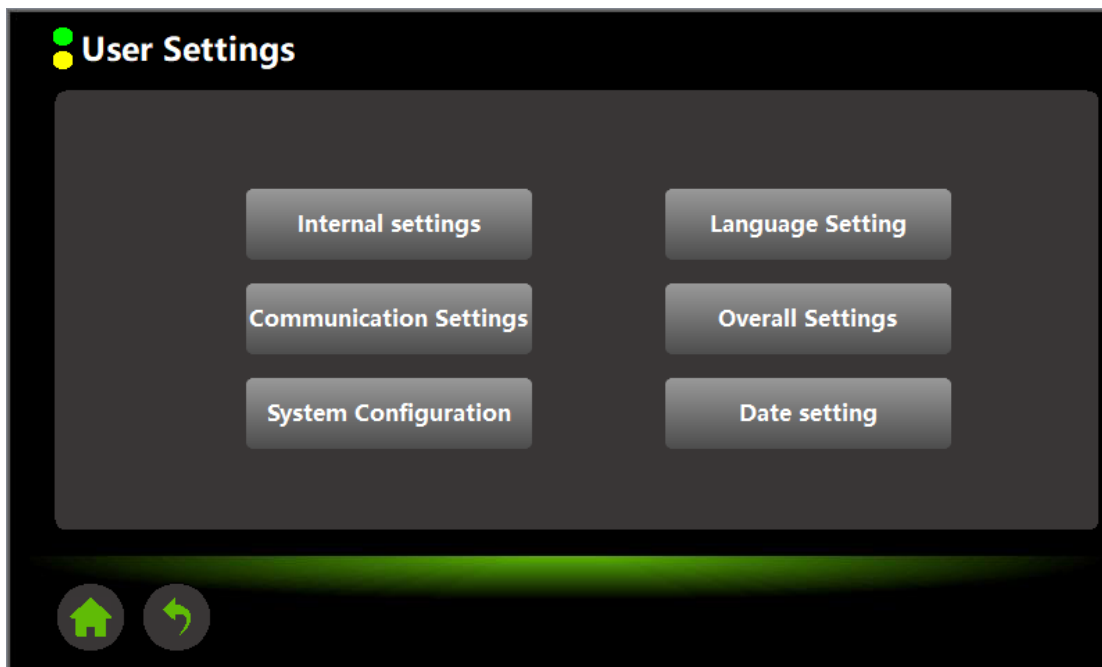 User Settings
Internal settings
Language Setting
Communication Settings
Overall Settings
System Configuration
Date setting